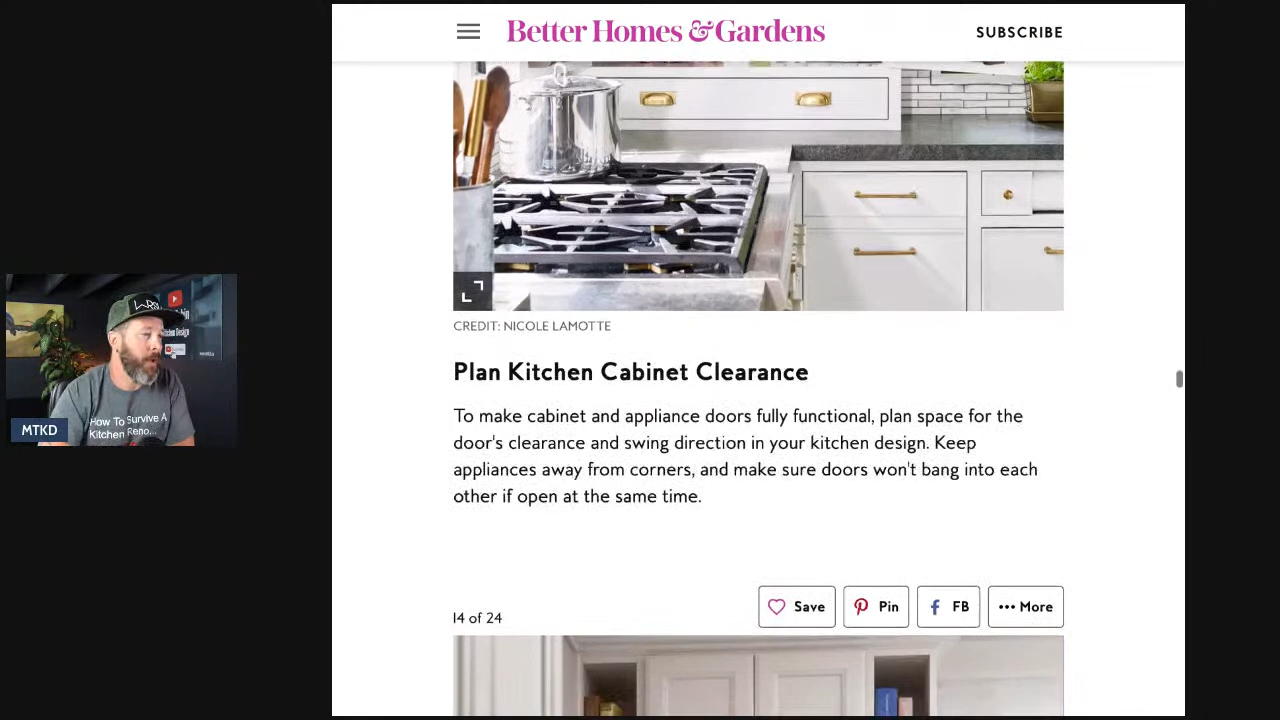 Better Homes & Gardens
SUBSCRIBE
CREDIT: NICOLE LAMOTTE
Plan Kitchen Cabinet Clearance
To make cabinet and appliance doors fully functional, plan space for the
door's clearance and swing direction in your kitchen design. Keep
appliances away from corners, and make sure doors won't bang into each
other if open at the same time.
14 of 24
Save
Pin
FB
••• More
How To Survive A
Kitchen Reno...
MTKD